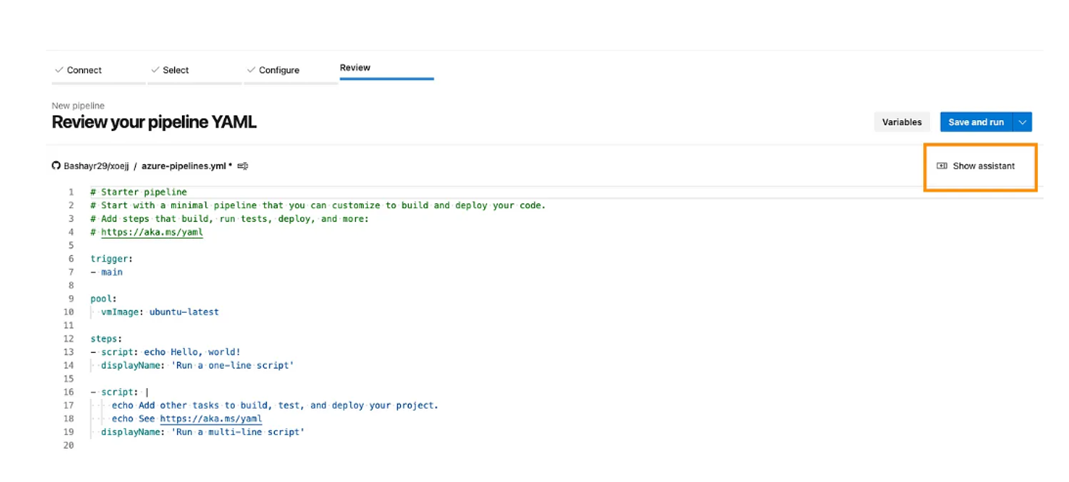 Connect Select Configure Review
New pipeline
Review your pipeline YAML
Variables Save and run
Bashayr29/xoejj / azure-pipelines.yml *
Show assistant
1 # Starter pipeline
2 # Start with a minimal pipeline that you can customize to build and deploy your code.
3 # Add steps that build, run tests, deploy, and more:
4 # https://aka.ms/yaml
5
6 trigger:
7 - main
8
9 pool:
10   vmImage: ubuntu-latest
11
12 steps:
13 - script: echo Hello, world!
14   displayName: 'Run a one-line script'
15
16 - script: |
17     echo Add other tasks to build, test, and deploy your project.
18     echo See https://aka.ms/yaml
19   displayName: 'Run a multi-line script'
20